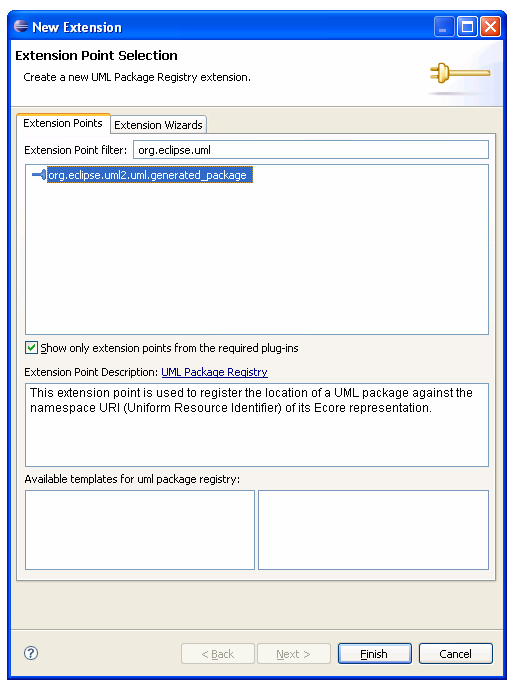 New Extension
Extension Point Selection
Create a new UML Package Registry extension.
Extension Points
Extension Wizards
Extension Point filter: org.eclipse.uml
org.eclipse.uml2.uml.generated_package
Show only extension points from the required plug-ins
Extension Point Description: UML Package Registry
This extension point is used to register the location of a UML package against the
namespace URI (Uniform Resource Identifier) of its Ecore representation.
Available templates for uml package registry:
?
< Back
Next >
Finish
Cancel